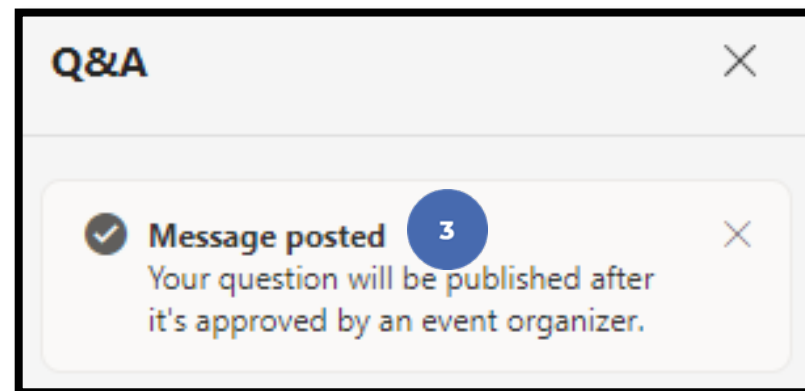 Q&A
Message posted 3
Your question will be published after
it's approved by an event organizer.